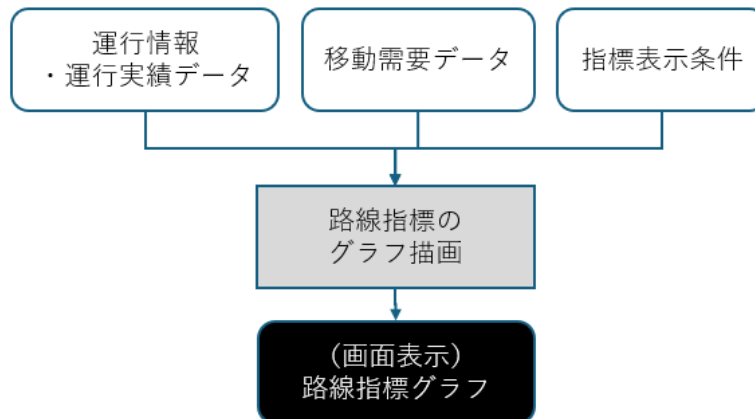 運行情報
・運行実績データ
移動需要データ
指標表示条件
路線指標の
グラフ描画
（画面表示）
路線指標グラフ